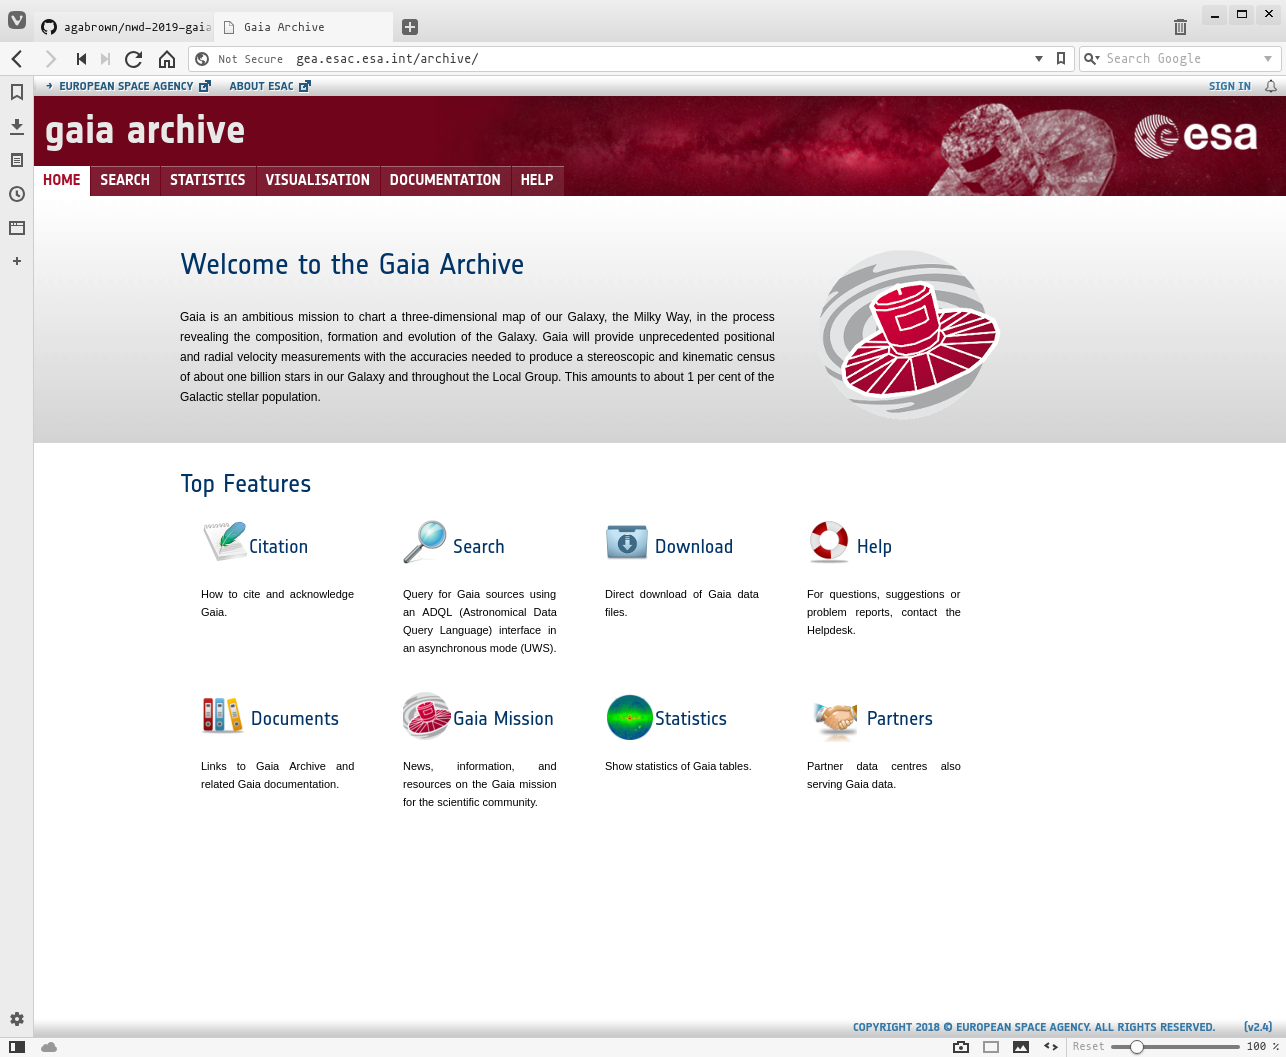 agabrown/nwd-2019-gaia
Gaia Archive
Not Secure gea.esac.esa.int/archive/
Search Google
EUROPEAN SPACE AGENCY ABOUT ESAC
SIGN IN
gaia archive
esa
HOME SEARCH STATISTICS VISUALISATION DOCUMENTATION HELP
Welcome to the Gaia Archive
Gaia is an ambitious mission to chart a three-dimensional map of our Galaxy, the Milky Way, in the process
revealing the composition, formation and evolution of the Galaxy. Gaia will provide unprecedented positional
and radial velocity measurements with the accuracies needed to produce a stereoscopic and kinematic census
of about one billion stars in our Galaxy and throughout the Local Group. This amounts to about 1 per cent of the
Galactic stellar population.
Top Features
Citation
How to cite and acknowledge
Gaia.
Search
Query for Gaia sources using
an ADQL (Astronomical Data
Query Language) interface in
an asynchronous mode (UWS).
Download
Direct download of Gaia data
files.
Help
For questions, suggestions or
problem reports, contact the
Helpdesk.
Documents
Links to Gaia Archive and
related Gaia documentation.
Gaia Mission
News, information, and
resources on the Gaia mission
for the scientific community.
Statistics
Show statistics of Gaia tables.
Partners
Partner data centres also
serving Gaia data.
COPYRIGHT 2018 © EUROPEAN SPACE AGENCY. ALL RIGHTS RESERVED. (v2.4)
Reset 100 %